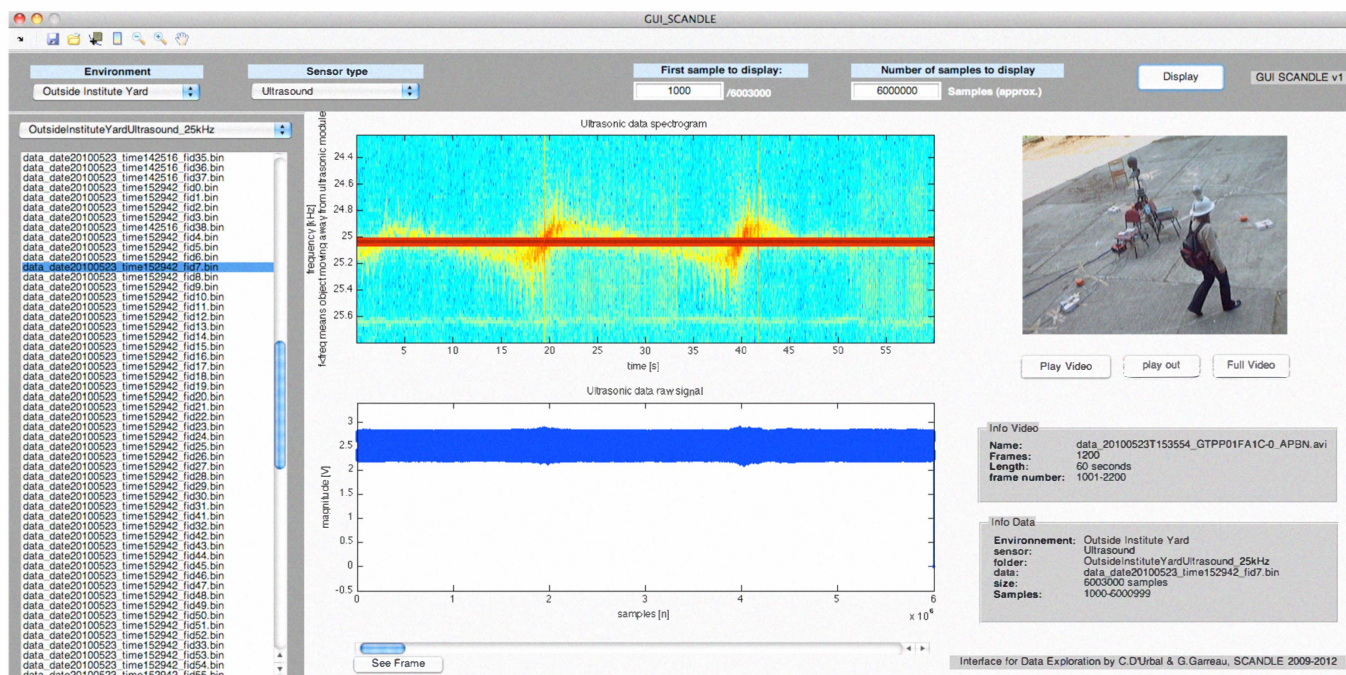 GUI_SCANDLE
Environment
Sensor type
First sample to display:
Number of samples to display
Outside Institute Yard
Ultrasound
1000 /6003000
6000000 Samples (approx.)
Display
GUI SCANDLE v1
OutsideInstituteYardUltrasound_25kHz
data_date20100523_time142516_fid35.bin
data_date20100523_time142516_fid36.bin
data_date20100523_time142516_fid37.bin
data_date20100523_time152942_fid0.bin
data_date20100523_time152942_fid1.bin
data_date20100523_time152942_fid2.bin
data_date20100523_time152942_fid3.bin
data_date20100523_time142516_fid38.bin
data_date20100523_time152942_fid4.bin
data_date20100523_time152942_fid5.bin
data_date20100523_time152942_fid6.bin
data_date20100523_time152942_fid7.bin
data_date20100523_time152942_fid8.bin
data_date20100523_time152942_fid9.bin
data_date20100523_time152942_fid10.bin
data_date20100523_time152942_fid11.bin
data_date20100523_time152942_fid12.bin
data_date20100523_time152942_fid13.bin
data_date20100523_time152942_fid14.bin
data_date20100523_time152942_fid15.bin
data_date20100523_time152942_fid16.bin
data_date20100523_time152942_fid17.bin
data_date20100523_time152942_fid18.bin
data_date20100523_time152942_fid19.bin
data_date20100523_time152942_fid20.bin
data_date20100523_time152942_fid21.bin
data_date20100523_time152942_fid22.bin
data_date20100523_time152942_fid23.bin
data_date20100523_time152942_fid24.bin
data_date20100523_time152942_fid25.bin
data_date20100523_time152942_fid26.bin
data_date20100523_time152942_fid27.bin
data_date20100523_time152942_fid28.bin
data_date20100523_time152942_fid29.bin
data_date20100523_time152942_fid30.bin
data_date20100523_time152942_fid31.bin
data_date20100523_time152942_fid41.bin
data_date20100523_time152942_fid32.bin
data_date20100523_time152942_fid42.bin
data_date20100523_time152942_fid43.bin
data_date20100523_time152942_fid44.bin
data_date20100523_time152942_fid45.bin
data_date20100523_time152942_fid46.bin
data_date20100523_time152942_fid47.bin
data_date20100523_time152942_fid48.bin
data_date20100523_time152942_fid49.bin
data_date20100523_time152942_fid50.bin
data_date20100523_time152942_fid51.bin
data_date20100523_time152942_fid52.bin
data_date20100523_time152942_fid33.bin
data_date20100523_time152942_fid53.bin
data_date20100523_time152942_fid54.bin
data_date20100523_time152942_fid55.bin
Ultrasonic data spectrogram
f<freq means object moving away from ultrasonic module
frequency [kHz]
24.4
24.6
24.8
25
25.2
25.4
25.6
5 10 15 20 25 30 35 40 45 50 55
time [s]
Ultrasonic data raw signal
magnitude [V]
3
2.5
2
1.5
1
0.5
0
-0.5
0 1 2 3 4 5 6
samples [n]
x 10^6
See Frame
Play Video
play out
Full Video
Info Video
Name: data_20100523T153554_GTPP01FA1C-0_APBN.avi
Frames: 1200
Length: 60 seconds
frame number: 1001-2200
Info Data
Environnement: Outside Institute Yard
sensor: Ultrasound
folder: OutsideInstituteYardUltrasound_25kHz
data: data_date20100523_time152942_fid7.bin
size: 6003000 samples
Samples: 1000-6000999
Interface for Data Exploration by C.D'Urbal & G.Garreau, SCANDLE 2009-2012